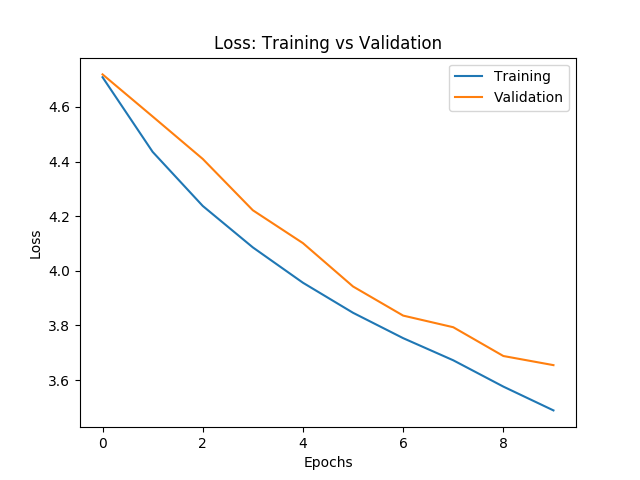 Loss: Training vs Validation
Training
Validation
4.6
4.4
4.2
4.0
3.8
3.6
Loss
0 2 4 6 8
Epochs